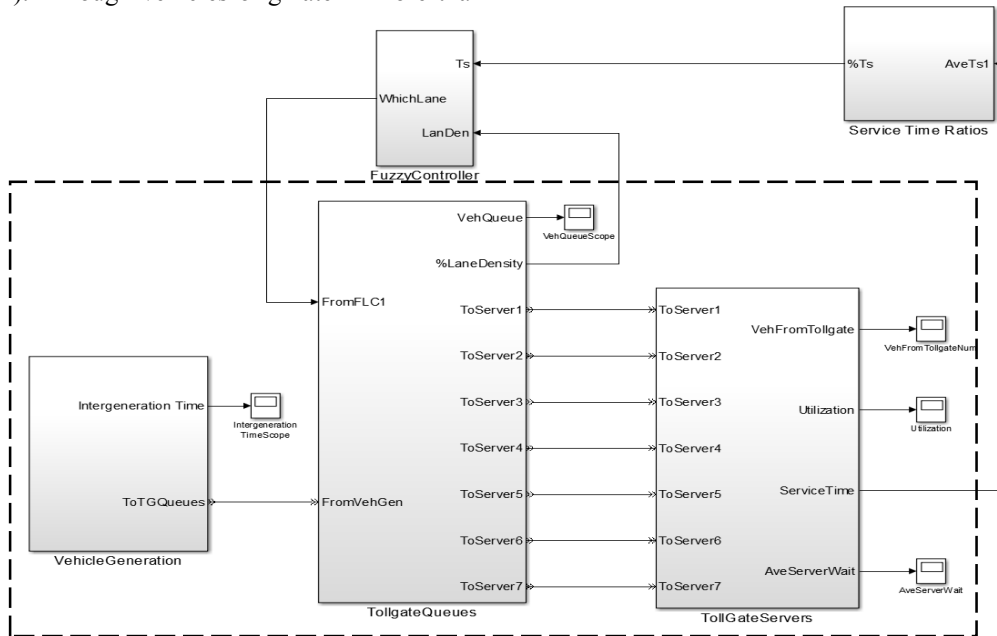 Ts
WhichLane
LanDen
FuzzyController
%Ts
AveTs1
Service Time Ratios
VehQueue
VehQueueScope
%LaneDensity
FromFLC1
ToServer1
ToServer2
ToServer3
ToServer4
ToServer5
ToServer6
ToServer7
FromVehGen
TollgateQueues
Intergeneration Time
Intergeneration
TimeScope
ToTGQueues
VehicleGeneration
ToServer1
ToServer2
ToServer3
ToServer4
ToServer5
ToServer6
ToServer7
VehFromTollgate
VehFromTollgateNum
Utilization
Utilization
ServiceTime
AveServerWait
AveServerWait
TollGateServers